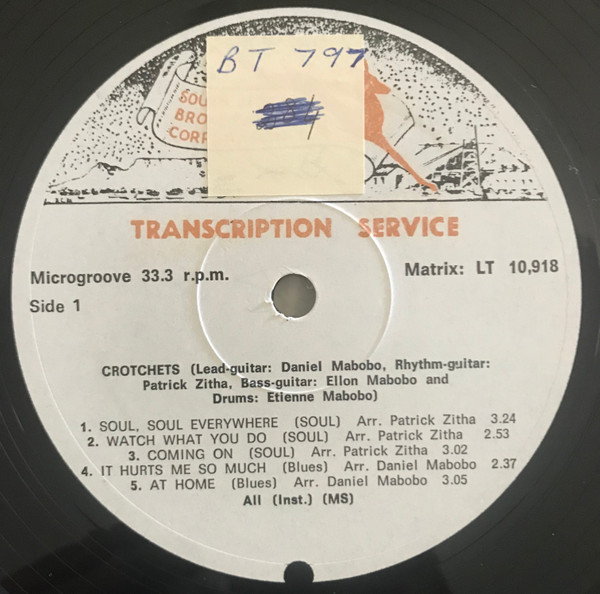 BT 797
SOU
BRO
CORP
TRANSCRIPTION SERVICE
Microgroove 33.3 r.p.m.
Matrix: LT 10,918
Side 1
CROTCHETS (Lead-guitar: Daniel Mabobo, Rhythm-guitar:
Patrick Zitha, Bass-guitar: Ellon Mabobo and
Drums: Etienne Mabobo)
1. SOUL, SOUL EVERYWHERE (SOUL) Arr. Patrick Zitha 3.24
2. WATCH WHAT YOU DO (SOUL) Arr. Patrick Zitha 2.53
3. COMING ON (SOUL) Arr. Patrick Zitha 3.02
4. IT HURTS ME SO MUCH (Blues) Arr. Daniel Mabobo 2.37
5. AT HOME (Blues) Arr. Daniel Mabobo 3.05
All (Inst.) (MS)